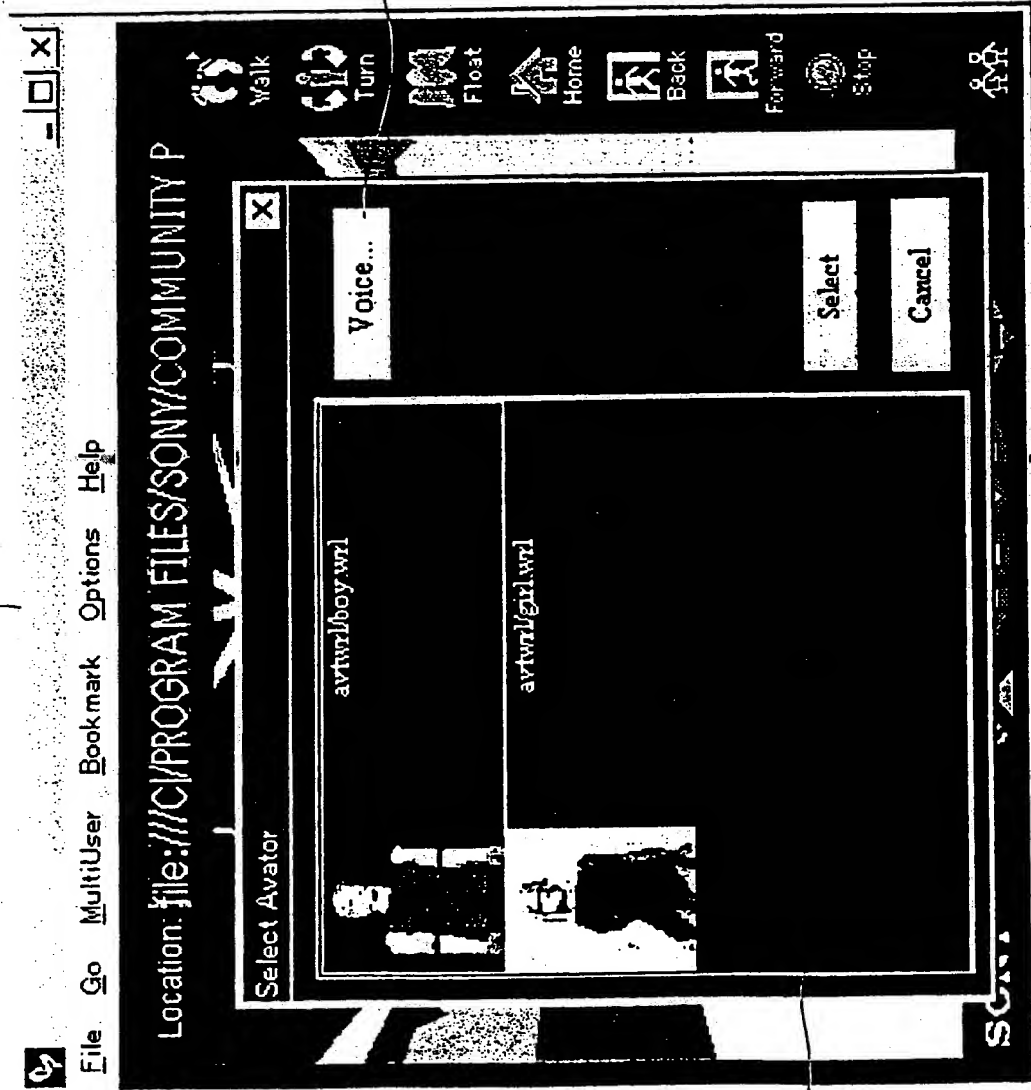 File Go MultiUser Bookmark Options Help
Location: file:///C|/PROGRAM FILES/SONY/COMMUNITY P
Select Avator
avtwrl/boy.wrl
avtwrl/girl.wrl
Voice...
Select
Cancel
Walk
Turn
Float
Home
Back
Forward
Stop
SONY